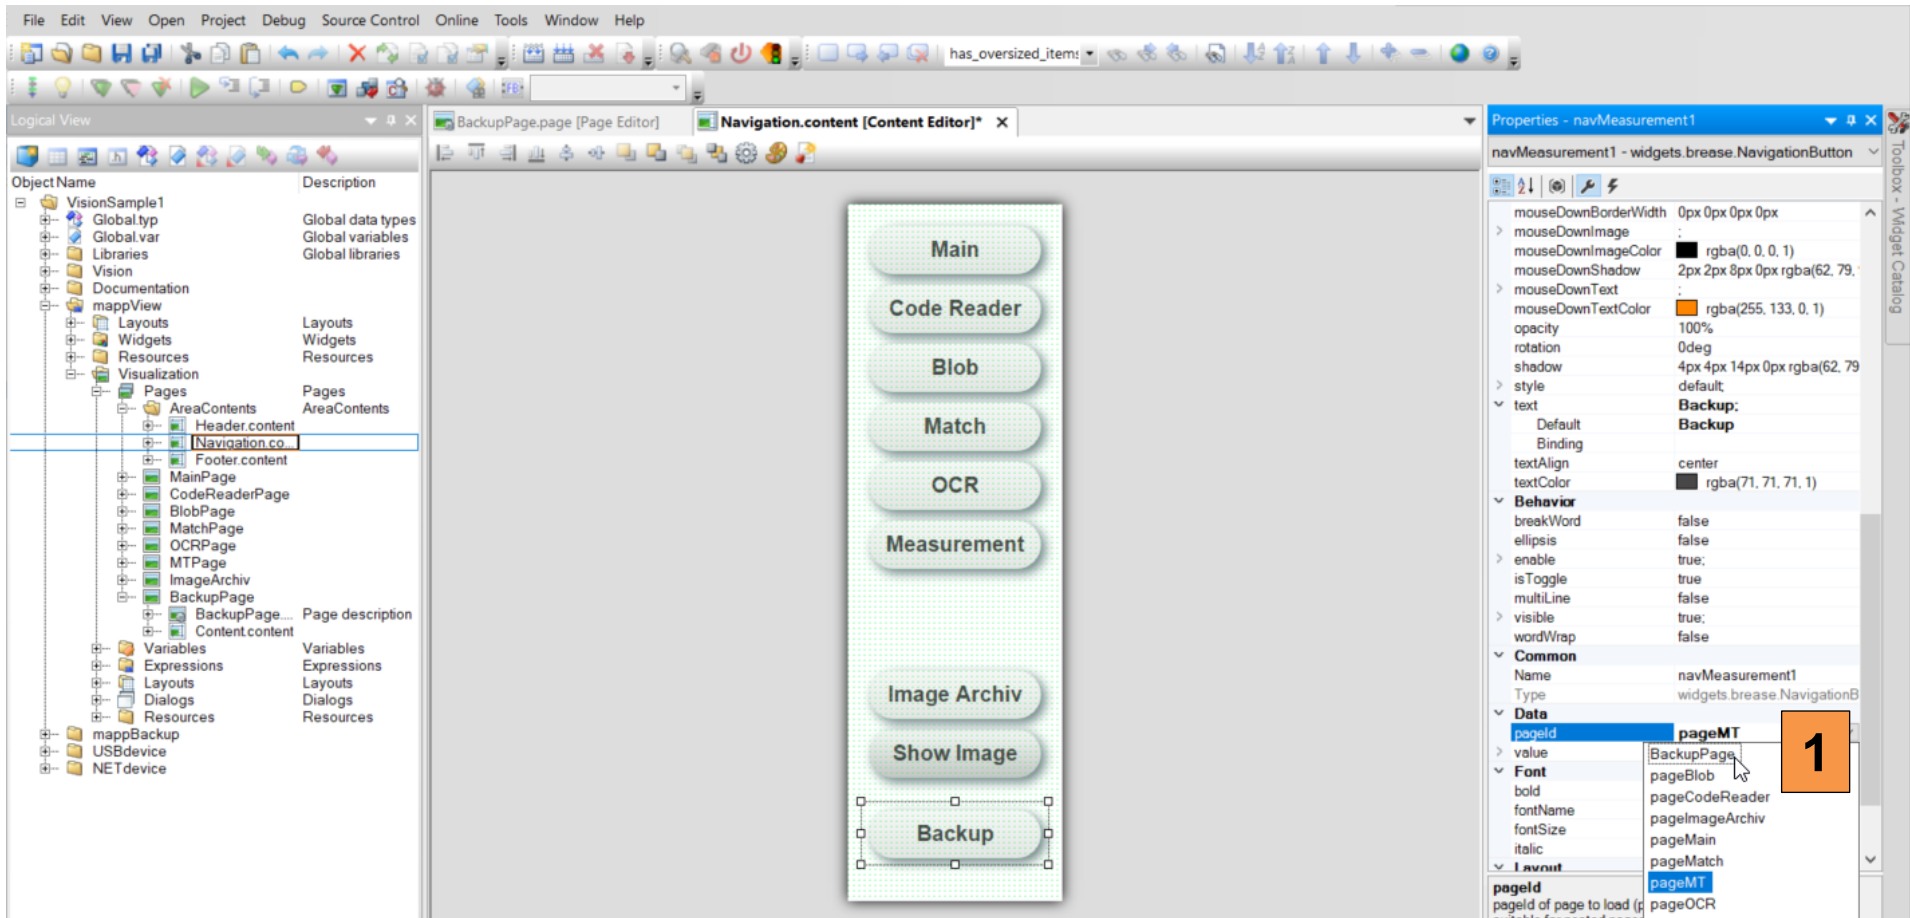 File Edit View Open Project Debug Source Control Online Tools Window Help
has_oversized_item:
Logical View
Object Name Description
VisionSample1
Global.typ Global data types
Global.var Global variables
Libraries Global libraries
Vision
Documentation
mappView
Layouts Layouts
Widgets Widgets
Resources Resources
Visualization
Pages Pages
AreaContents AreaContents
Header.content
Navigation.co...
Footer.content
MainPage
CodeReaderPage
BlobPage
MatchPage
OCRPage
MTPage
ImageArchiv
BackupPage
BackupPage.... Page description
Content.content
Variables Variables
Expressions Expressions
Layouts Layouts
Dialogs Dialogs
Resources Resources
mappBackup
USBdevice
NETdevice
BackupPage.page [Page Editor] Navigation.content [Content Editor]* X
Main
Code Reader
Blob
Match
OCR
Measurement
Image Archiv
Show Image
Backup
Properties - navMeasurement1
navMeasurement1 - widgets.brease.NavigationButton
mouseDownBorderWidth 0px 0px 0px 0px
mouseDownImage ;
mouseDownImageColor rgba(0, 0, 0, 1)
mouseDownShadow 2px 2px 8px 0px rgba(62, 79,
mouseDownText ;
mouseDownTextColor rgba(255, 133, 0, 1)
opacity 100%
rotation 0deg
shadow 4px 4px 14px 0px rgba(62, 79
style default;
text Backup;
Default Backup
Binding
textAlign center
textColor rgba(71, 71, 71, 1)
Behavior
breakWord false
ellipsis false
enable true;
isToggle true
multiLine false
visible true;
wordWrap false
Common
Name navMeasurement1
Type widgets.brease.NavigationB
Data
pageId pageMT
value
Font
bold
fontName
fontSize
italic
Layout
BackupPage
pageBlob
pageCodeReader
pageImageArchiv
pageMain
pageMatch
pageMT
pageOCR
1
pageId
pageId of page to load (p
Toolbox - Widget Catalog